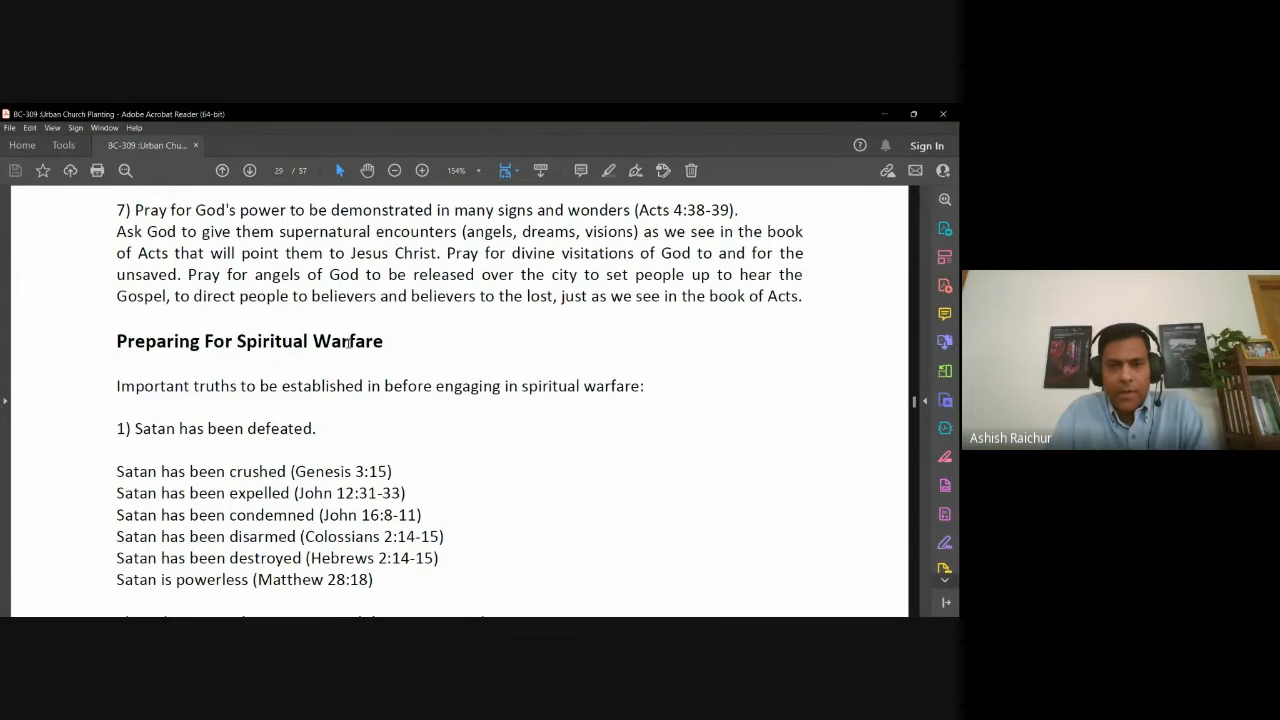 BC-309 :Urban Church Planting - Adobe Acrobat Reader (64-bit)
File Edit View Sign Window Help
Home Tools BC-309 :Urban Chu... × Sign In
29 / 57 154%
7) Pray for God's power to be demonstrated in many signs and wonders (Acts 4:38-39).
Ask God to give them supernatural encounters (angels, dreams, visions) as we see in the book
of Acts that will point them to Jesus Christ. Pray for divine visitations of God to and for the
unsaved. Pray for angels of God to be released over the city to set people up to hear the
Gospel, to direct people to believers and believers to the lost, just as we see in the book of Acts.
Preparing For Spiritual Warfare
Important truths to be established in before engaging in spiritual warfare:
1) Satan has been defeated.
Satan has been crushed (Genesis 3:15)
Satan has been expelled (John 12:31-33)
Satan has been condemned (John 16:8-11)
Satan has been disarmed (Colossians 2:14-15)
Satan has been destroyed (Hebrews 2:14-15)
Satan is powerless (Matthew 28:18)
Ashish Raichur